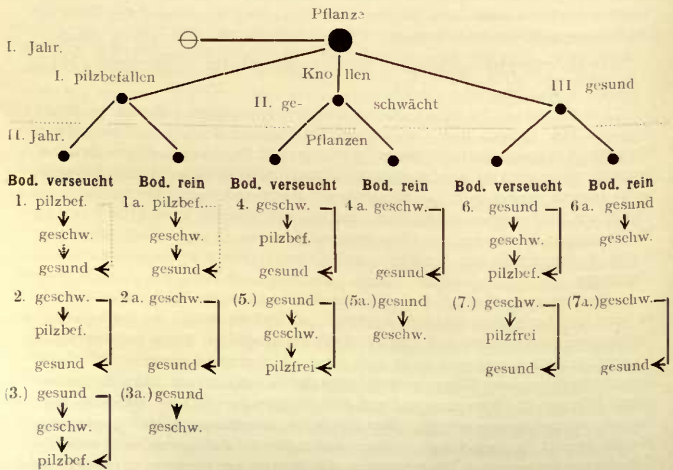 Pflanze
I. Jahr.
I. pilzbefallen Knollen III gesund
II. ge- schwächt
II. Jahr. Pflanzen
Bod. verseucht Bod. rein Bod. verseucht Bod. rein Bod. verseucht Bod. rein
1. pilzbef. 1a. pilzbef. 4. geschw. 4a. geschw. 6. gesund 6a. gesund
geschw. geschw. pilzbef. geschw. geschw.
gesund gesund gesund gesund pilzbef.
2. geschw. 2a. geschw. (5.) gesund (5a.) gesund (7.) geschw. (7a.) geschw.
pilzbef. geschw. geschw. pilzfrei
gesund gesund pilzfrei gesund gesund
(3.) gesund (3a.) gesund
geschw. geschw.
pilzbef.